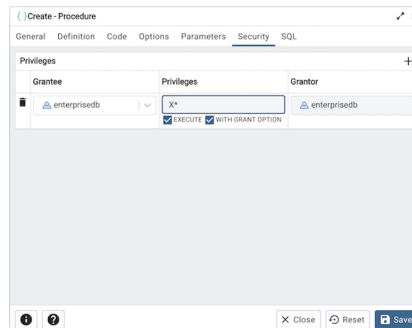 { } Create - Procedure
General Definition Code Options Parameters Security SQL
Privileges
Grantee Privileges Grantor
enterprisedb X* enterprisedb
EXECUTE WITH GRANT OPTION
Close Reset Save